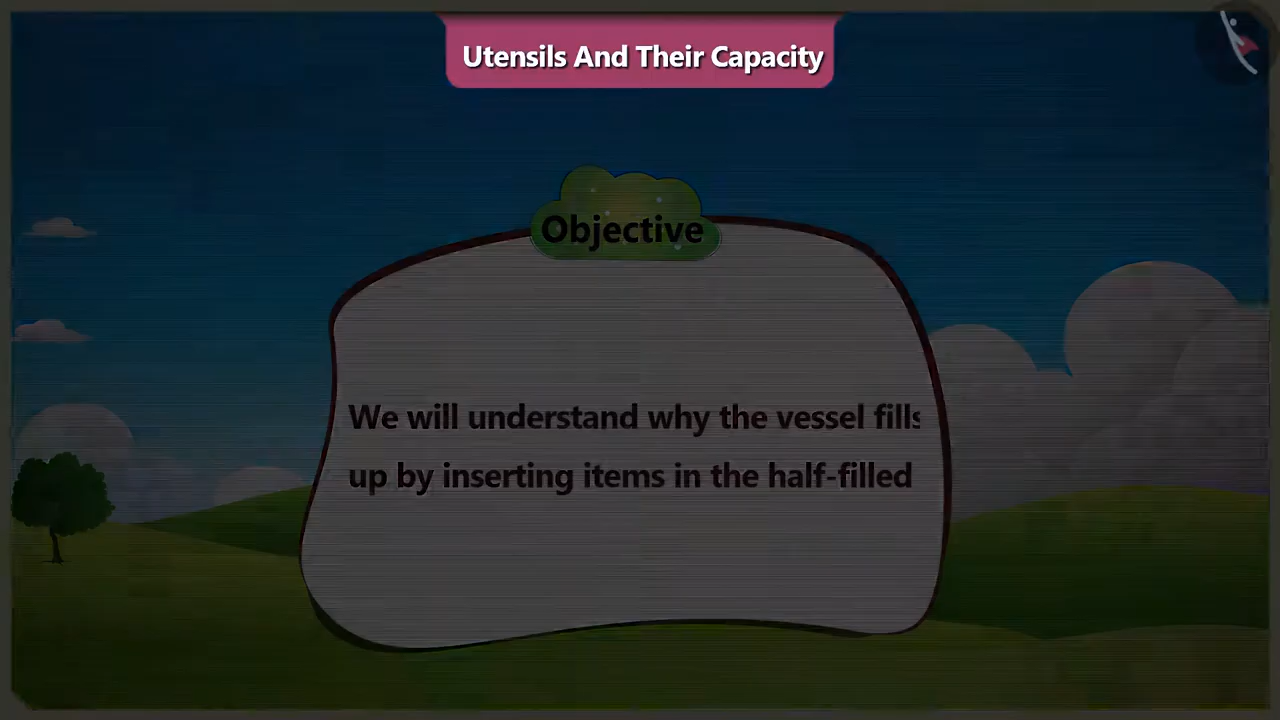 Utensils And Their Capacity
Objective
We will understand why the vessel fills
up by inserting items in the half-filled